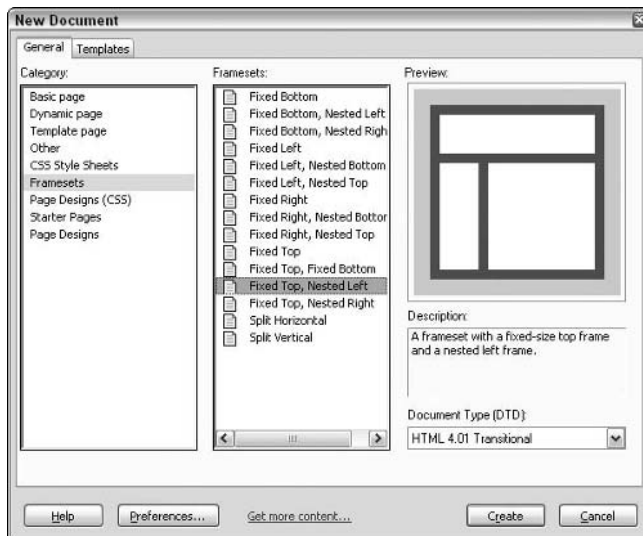 New Document
General
Templates
Category:
Basic page
Dynamic page
Template page
Other
CSS Style Sheets
Framesets
Page Designs (CSS)
Starter Pages
Page Designs
Framesets:
Fixed Bottom
Fixed Bottom, Nested Left
Fixed Bottom, Nested Righ
Fixed Left
Fixed Left, Nested Bottom
Fixed Left, Nested Top
Fixed Right
Fixed Right, Nested Bottor
Fixed Right, Nested Top
Fixed Top
Fixed Top, Fixed Bottom
Fixed Top, Nested Left
Fixed Top, Nested Right
Split Horizontal
Split Vertical
Preview:
Description:
A frameset with a fixed-size top frame
and a nested left frame.
Document Type (DTD):
HTML 4.01 Transitional
Help
Preferences...
Get more content...
Create
Cancel